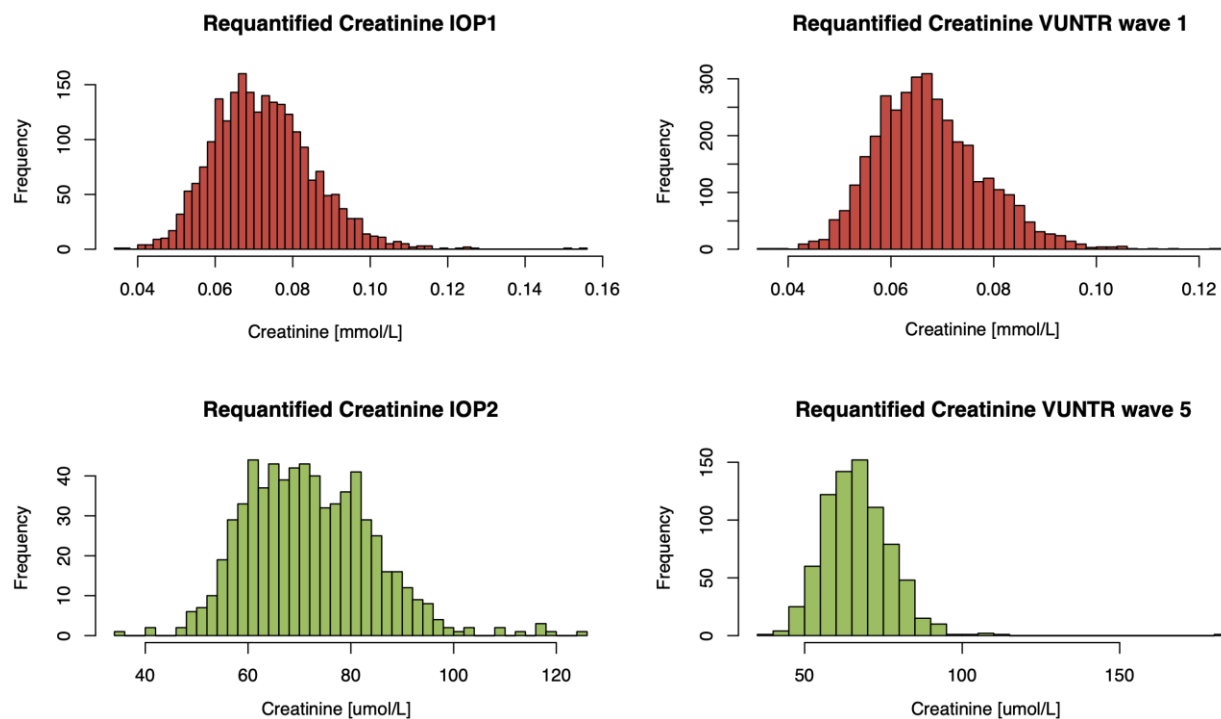 Requantified Creatinine IOP1
Frequency
0 50 100 150
0.04 0.06 0.08 0.10 0.12 0.14 0.16
Creatinine [mmol/L]
Requantified Creatinine VUNTR wave 1
Frequency
0 100 200 300
0.04 0.06 0.08 0.10 0.12
Creatinine [mmol/L]
Requantified Creatinine IOP2
Frequency
0 10 20 30 40
40 60 80 100 120
Creatinine [umol/L]
Requantified Creatinine VUNTR wave 5
Frequency
0 50 100 150
50 100 150
Creatinine [umol/L]